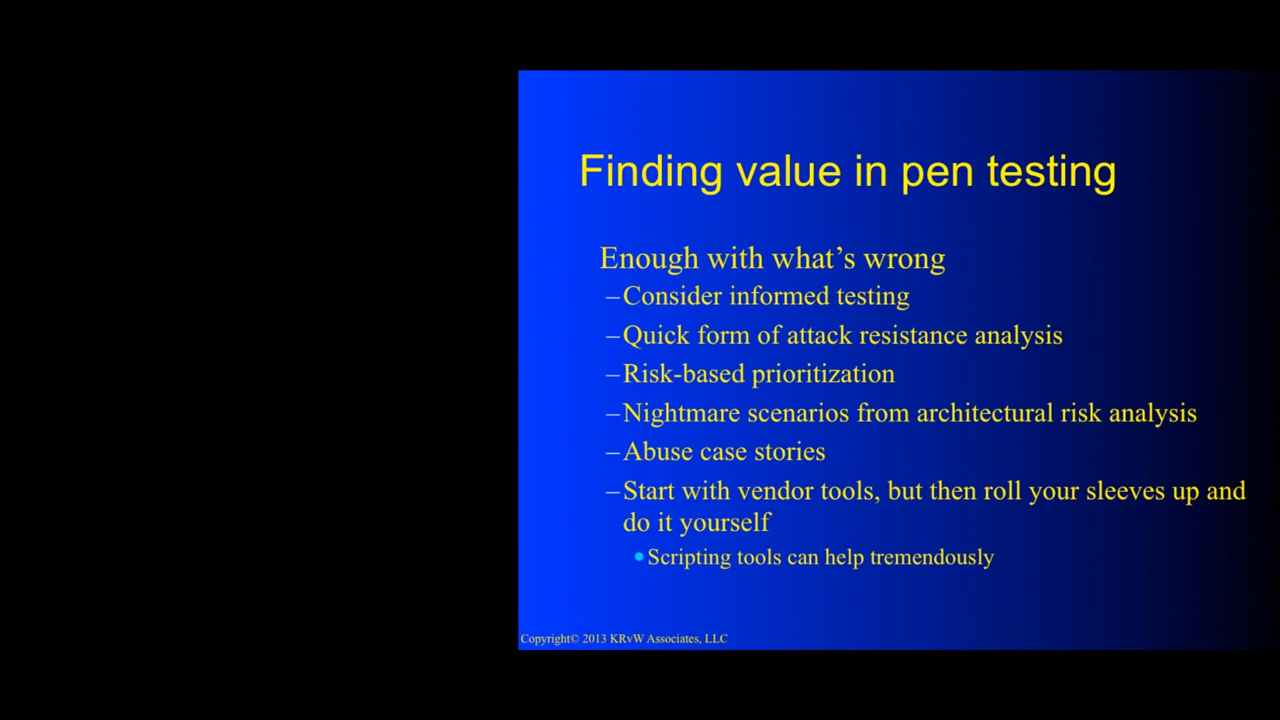 Finding value in pen testing
Enough with what's wrong
–Consider informed testing
–Quick form of attack resistance analysis
–Risk-based prioritization
–Nightmare scenarios from architectural risk analysis
–Abuse case stories
–Start with vendor tools, but then roll your sleeves up and
do it yourself
•Scripting tools can help tremendously
Copyright© 2013 KRvW Associates, LLC